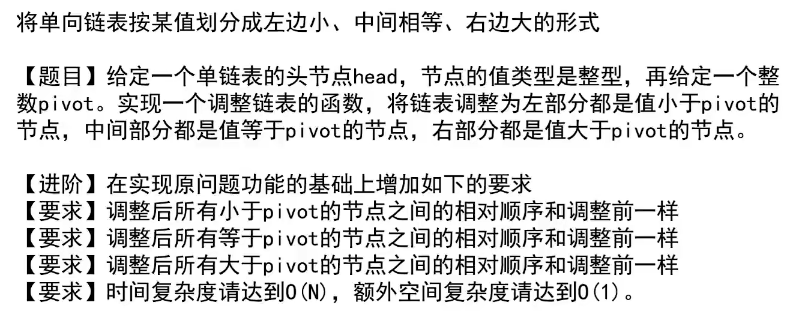 将单向链表按某值划分成左边小、中间相等、右边大的形式
【题目】给定一个单链表的头节点head，节点的值类型是整型，再给定一个整
数pivot。实现一个调整链表的函数，将链表调整为左部分都是值小于pivot的
节点，中间部分都是值等于pivot的节点，右部分都是值大于pivot的节点。
【进阶】在实现原问题功能的基础上增加如下的要求
【要求】调整后所有小于pivot的节点之间的相对顺序和调整前一样
【要求】调整后所有等于pivot的节点之间的相对顺序和调整前一样
【要求】调整后所有大于pivot的节点之间的相对顺序和调整前一样
【要求】时间复杂度请达到O(N)，额外空间复杂度请达到O(1)。